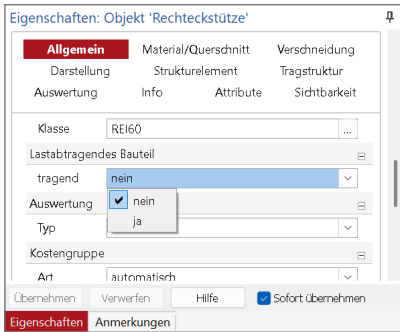 Eigenschaften: Objekt 'Rechteckstütze'
Allgemein Material/Querschnitt Verschneidung
Darstellung Strukturelement Tragstruktur
Auswertung Info Attribute Sichtbarkeit
Klasse REI60 ...
Lastabtragendes Bauteil
tragend nein
Auswertung nein
ja
Typ
Kostengruppe
Art automatisch
Übernehmen Verwerfen Hilfe Sofort übernehmen
Eigenschaften Anmerkungen